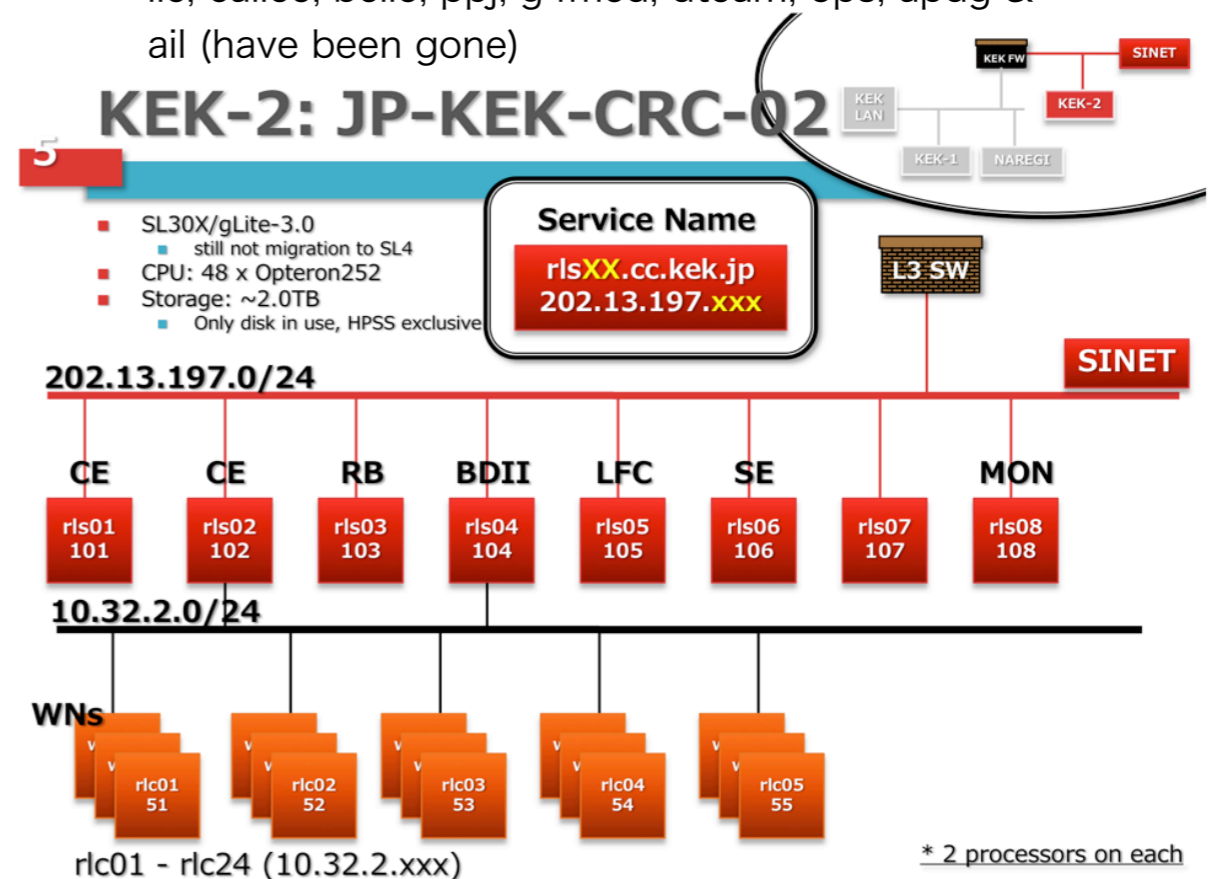 ail (have been gone)
KEK-2: JP-KEK-CRC-02
5
KEK FW
SINET
KEK LAN
KEK-2
KEK-1
NAREGI
SL30X/gLite-3.0
still not migration to SL4
CPU: 48 x Opteron252
Storage: ~2.0TB
Only disk in use, HPSS exclusive
Service Name
rlsXX.cc.kek.jp
202.13.197.xxx
L3 SW
SINET
202.13.197.0/24
CE CE RB BDII LFC SE MON
rls01 rls02 rls03 rls04 rls05 rls06 rls07 rls08
101 102 103 104 105 106 107 108
10.32.2.0/24
WNs
rlc01 rlc02 rlc03 rlc04 rlc05
51 52 53 54 55
rlc01 - rlc24 (10.32.2.xxx)
* 2 processors on each